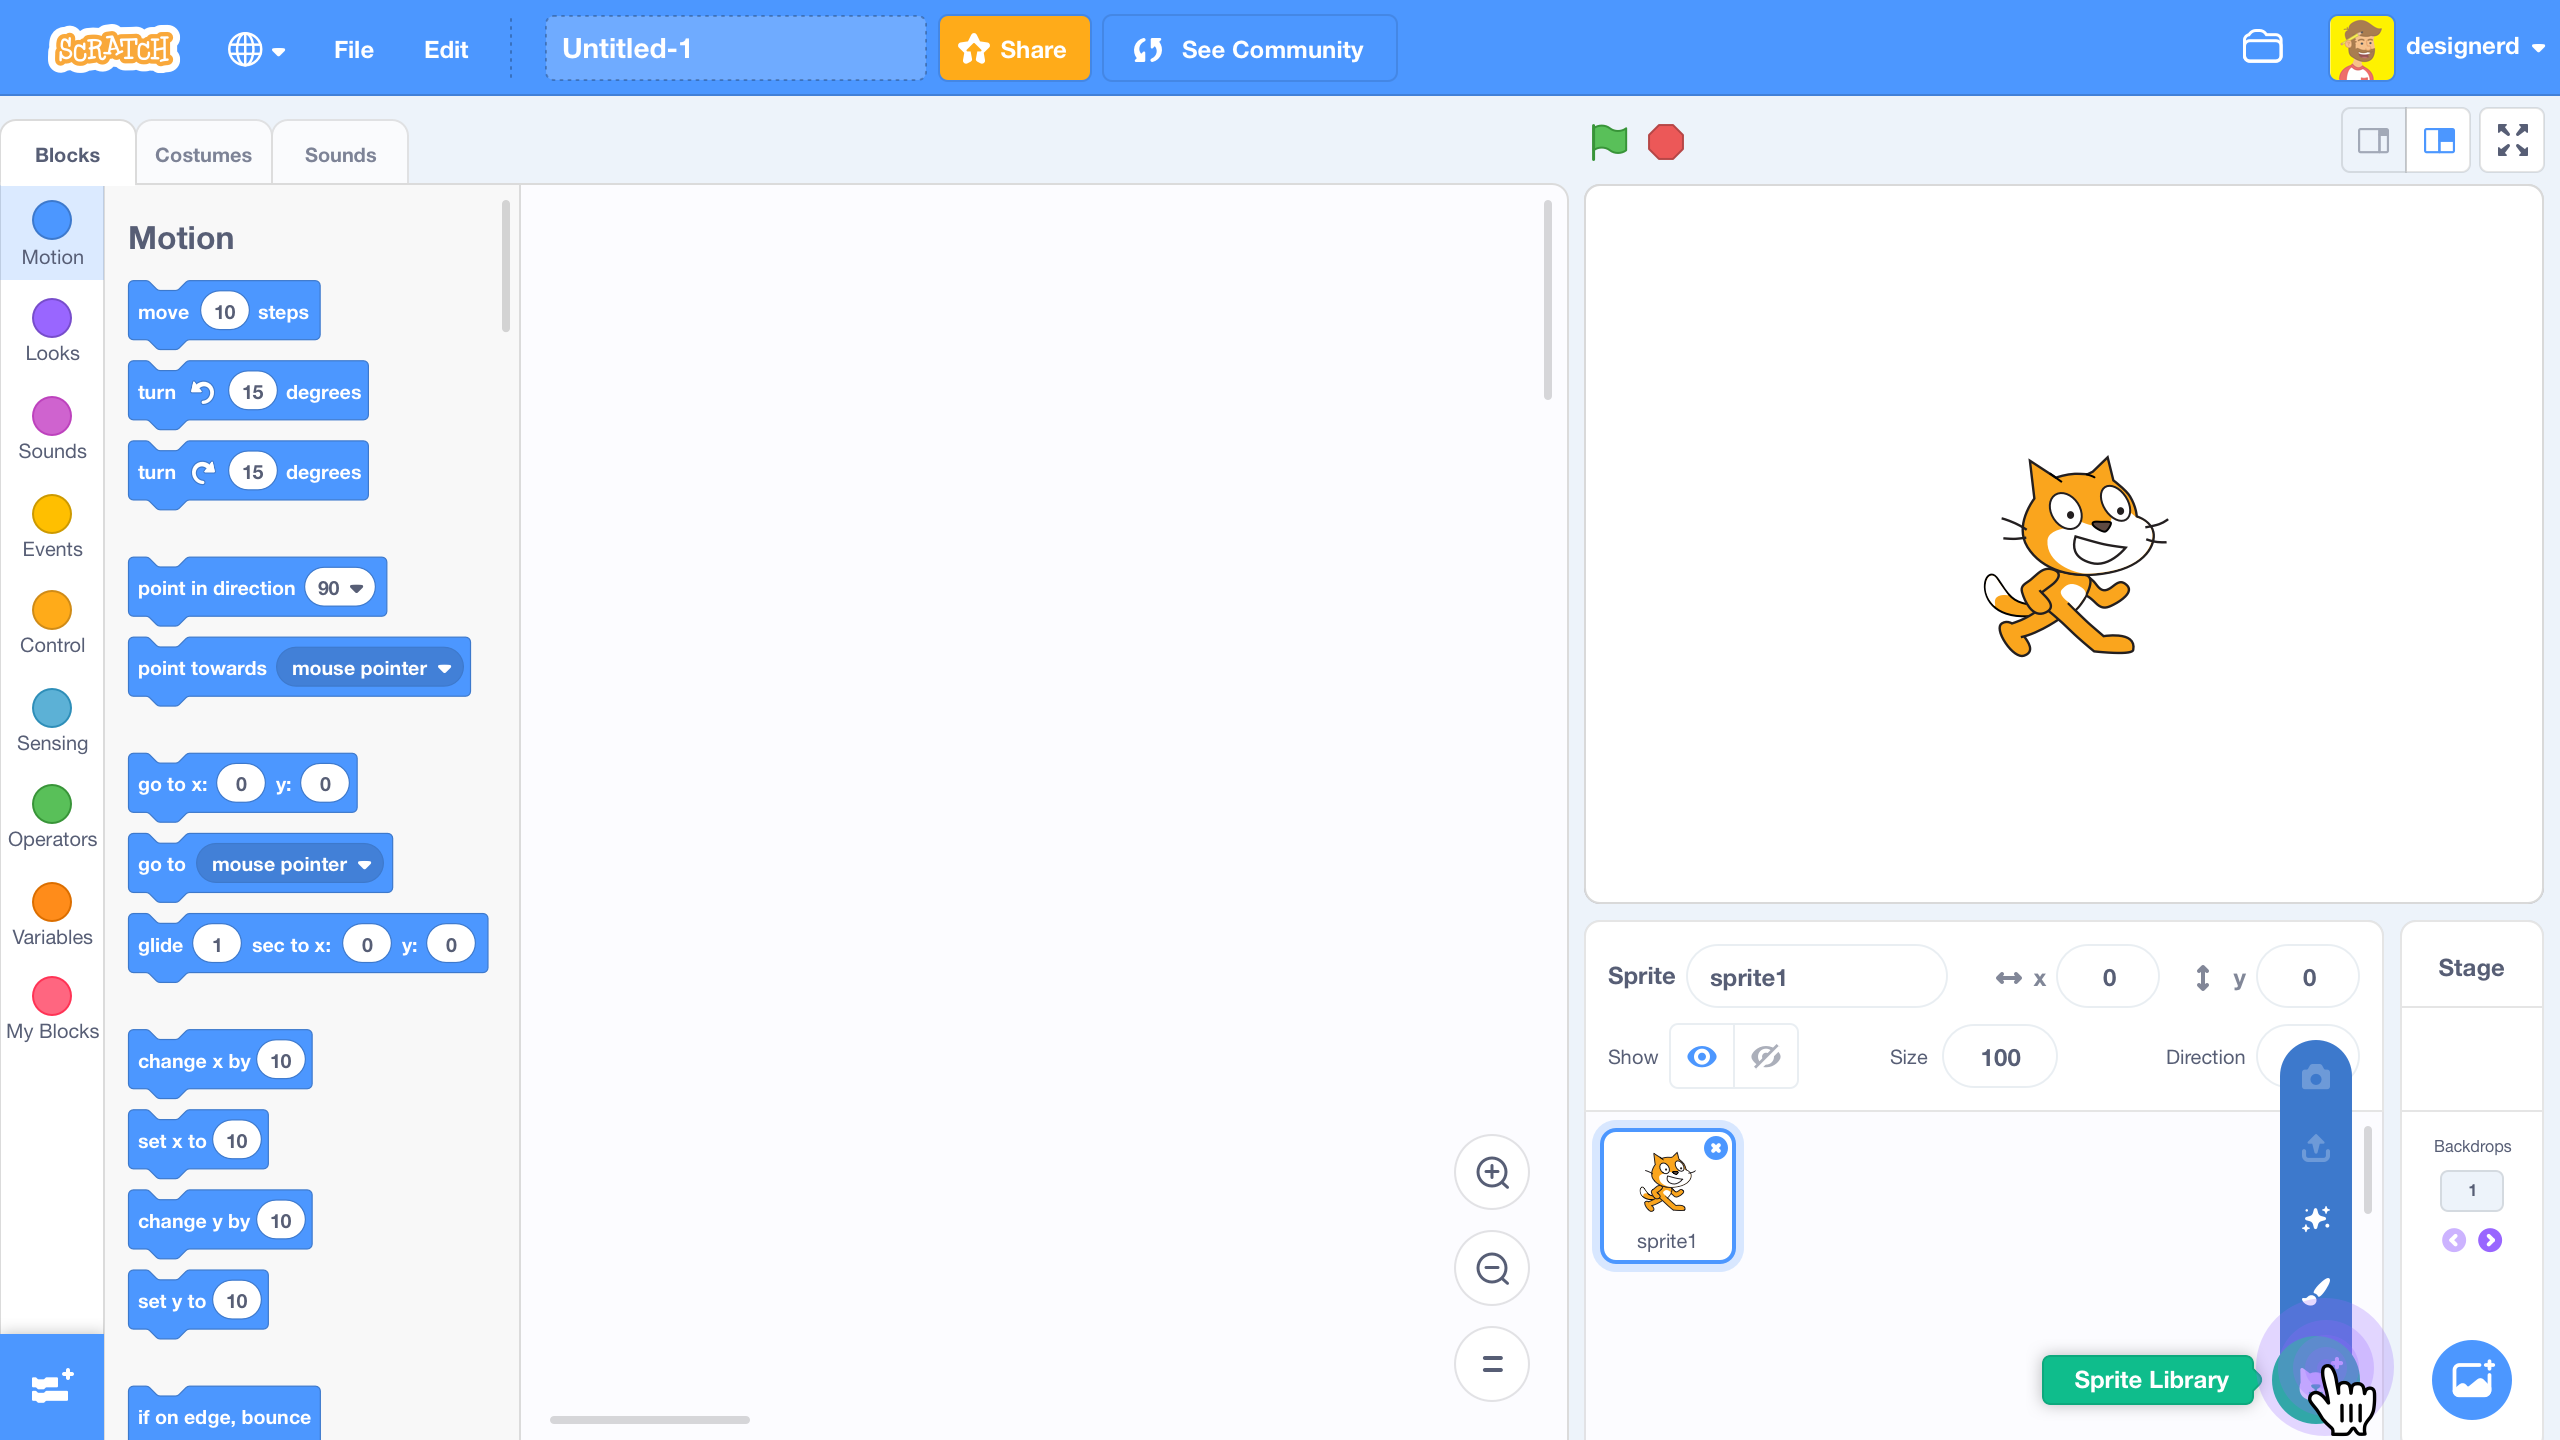 SCRATCH
File
Edit
Untitled-1
Share
See Community
designerd
Blocks
Costumes
Sounds
Motion
Looks
Sounds
Events
Control
Sensing
Operators
Variables
My Blocks
Motion
move 10 steps
turn 15 degrees
turn 15 degrees
point in direction 90
point towards mouse pointer
go to x: 0 y: 0
go to mouse pointer
glide 1 sec to x: 0 y: 0
change x by 10
set x to 10
change y by 10
set y to 10
if on edge, bounce
Sprite sprite1 x 0 y 0
Show Size 100 Direction
sprite1
Sprite Library
Stage
Backdrops
1